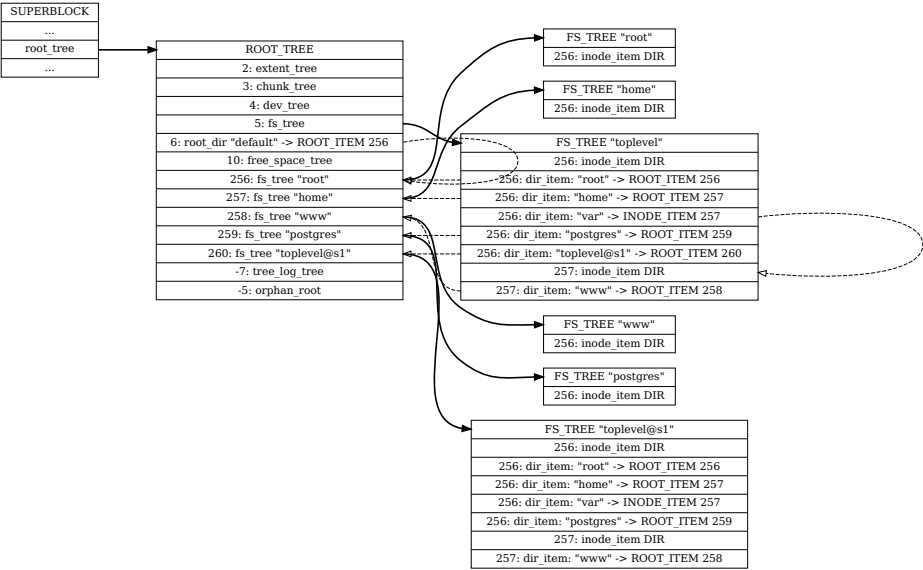 SUPERBLOCK
...
root_tree
...
ROOT_TREE
2: extent_tree
3: chunk_tree
4: dev_tree
5: fs_tree
6: root_dir "default" -> ROOT_ITEM 256
10: free_space_tree
256: fs_tree "root"
257: fs_tree "home"
258: fs_tree "www"
259: fs_tree "postgres"
260: fs_tree "toplevel@s1"
-7: tree_log_tree
-5: orphan_root
FS_TREE "root"
256: inode_item DIR
FS_TREE "home"
256: inode_item DIR
FS_TREE "toplevel"
256: inode_item DIR
256: dir_item: "root" -> ROOT_ITEM 256
256: dir_item: "home" -> ROOT_ITEM 257
256: dir_item: "var" -> INODE_ITEM 257
256: dir_item: "postgres" -> ROOT_ITEM 259
256: dir_item: "toplevel@s1" -> ROOT_ITEM 260
257: inode_item DIR
257: dir_item: "www" -> ROOT_ITEM 258
FS_TREE "www"
256: inode_item DIR
FS_TREE "postgres"
256: inode_item DIR
FS_TREE "toplevel@s1"
256: inode_item DIR
256: dir_item: "root" -> ROOT_ITEM 256
256: dir_item: "home" -> ROOT_ITEM 257
256: dir_item: "var" -> INODE_ITEM 257
256: dir_item: "postgres" -> ROOT_ITEM 259
257: inode_item DIR
257: dir_item: "www" -> ROOT_ITEM 258